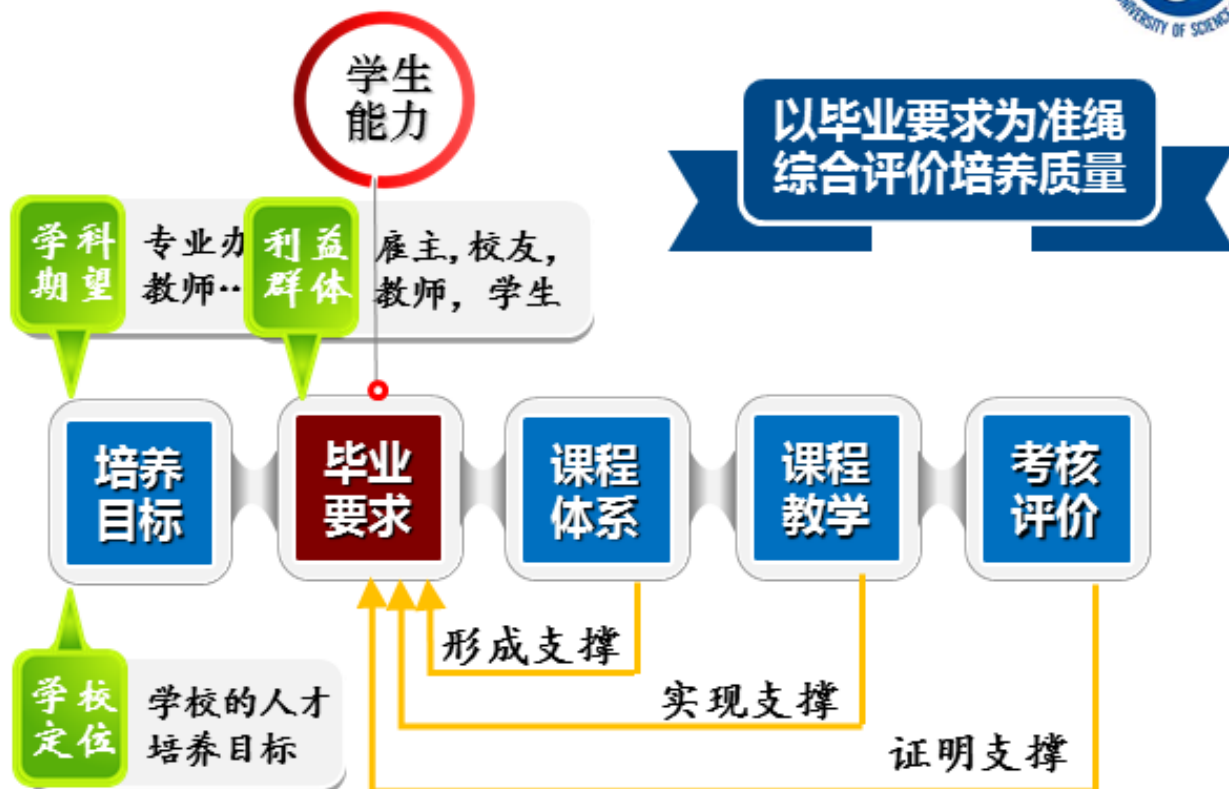 UNIVERSITY OF SCIENCE
学生
能力
以毕业要求为准绳
综合评价培养质量
学科
期望
专业办
教师··
利益
群体
雇主,校友,
教师，学生
培养
目标
毕业
要求
课程
体系
课程
教学
考核
评价
形成支撑
实现支撑
证明支撑
学校
定位
学校的人才
培养目标